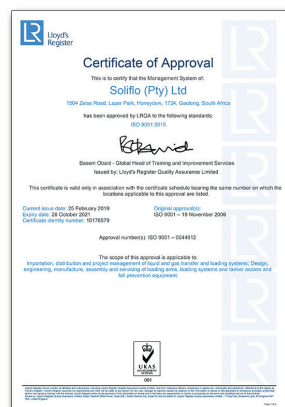 Lloyd's
Register
LR
Certificate of Approval
This is to certify that the Management System of:
Soliflo (Pty) Ltd
1504 Zeiss Road, Lazer Park, Honeydew, 1724, Gauteng, South Africa
has been approved by LRQA to the following standards:
ISO 9001:2015
Basem Obaid - Global Head of Training and Improvement Services
Issued by: Lloyd's Register Quality Assurance Limited
This certificate is valid only in association with the certificate schedule bearing the same number on which the
locations applicable to this approval are listed.
Current issue date: 25 February 2019
Original approval(s):
Expiry date: 28 October 2021
ISO 9001 – 19 November 2006
Certificate identity number: 10176579
Approval number(s): ISO 9001 – 0044912
The scope of this approval is applicable to:
Importation, distribution and project management of liquid and gas transfer and loading systems; Design,
engineering, manufacture, assembly and servicing of loading arms, loading systems and tanker access and
fall prevention equipment.
UKAS
001